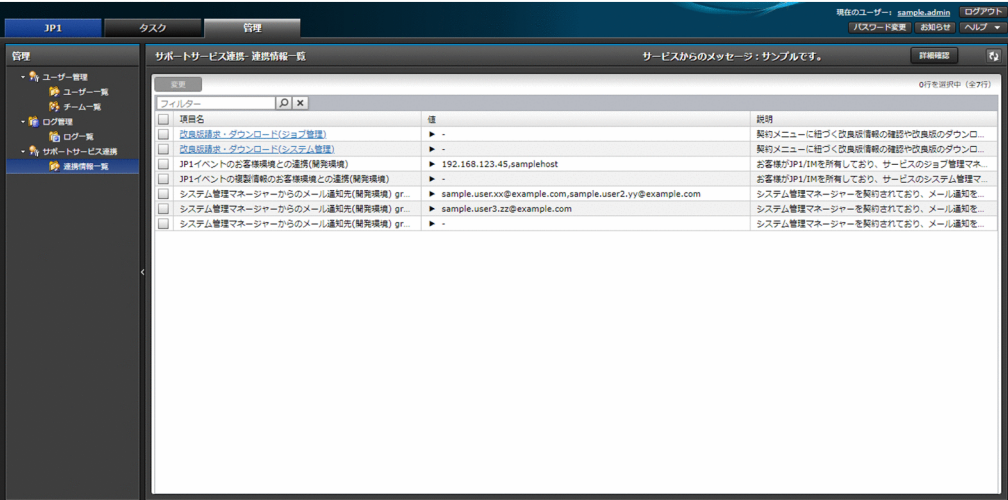 現在のユーザー: sample.admin ログアウト
JP1 タスク 管理 パスワード変更 お知らせ ヘルプ
管理
サポートサービス連携- 連携情報一覧 サービスからのメッセージ：サンプルです。 詳細確認
ユーザー管理
ユーザー一覧
チーム一覧
ログ管理
ログ一覧
サポートサービス連携
連携情報一覧
変更 0行を選択中（全7行）
フィルター
項目名 値 説明
改良版請求・ダウンロード(ジョブ管理) - 契約メニューに紐づく改良版情報の確認や改良版のダウンロ...
改良版請求・ダウンロード(システム管理) - 契約メニューに紐づく改良版情報の確認や改良版のダウンロ...
JP1イベントのお客様環境との連携(開発環境) 192.168.123.45,samplehost お客様がJP1/IMを所有しており、サービスのジョブ管理マネ...
JP1イベントの複製情報のお客様環境との連携(開発環境) - お客様がJP1/IMを所有しており、サービスのシステム管理マ...
システム管理マネージャーからのメール通知先(開発環境) gr... sample.user.xx@example.com,sample.user2.yy@example.com システム管理マネージャーを契約されており、メール通知を...
システム管理マネージャーからのメール通知先(開発環境) gr... sample.user3.zz@example.com システム管理マネージャーを契約されており、メール通知を...
システム管理マネージャーからのメール通知先(開発環境) gr... - システム管理マネージャーを契約されており、メール通知を...